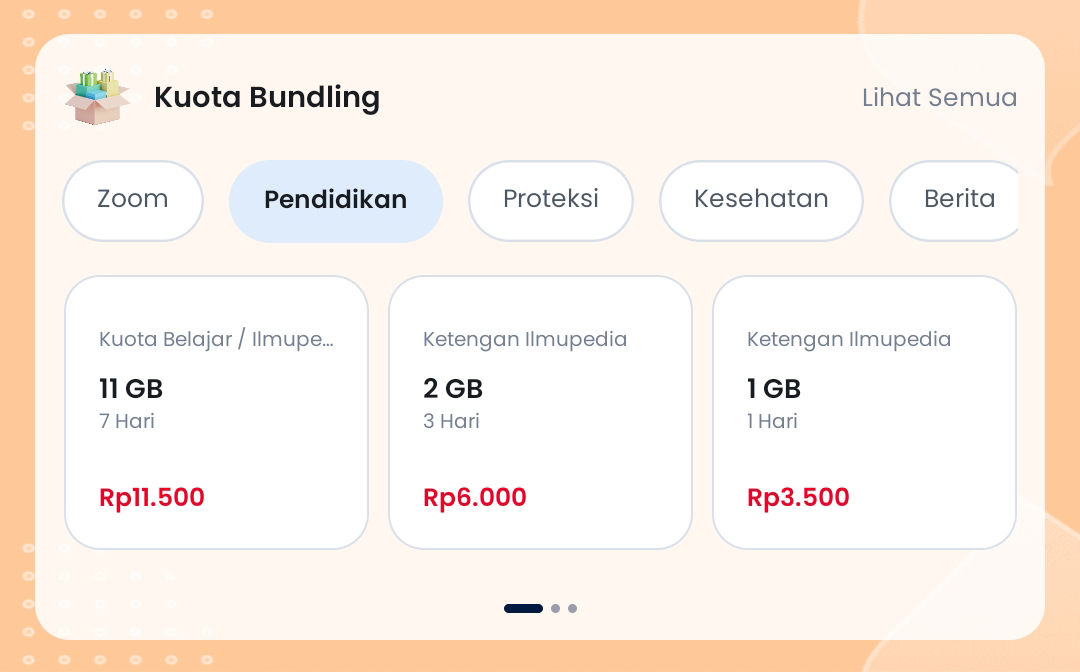 Kuota Bundling
Lihat Semua
Zoom
Pendidikan
Proteksi
Kesehatan
Berita
Kuota Belajar / Ilmupe...
11 GB
7 Hari
Rp11.500
Ketengan Ilmupedia
2 GB
3 Hari
Rp6.000
Ketengan Ilmupedia
1 GB
1 Hari
Rp3.500